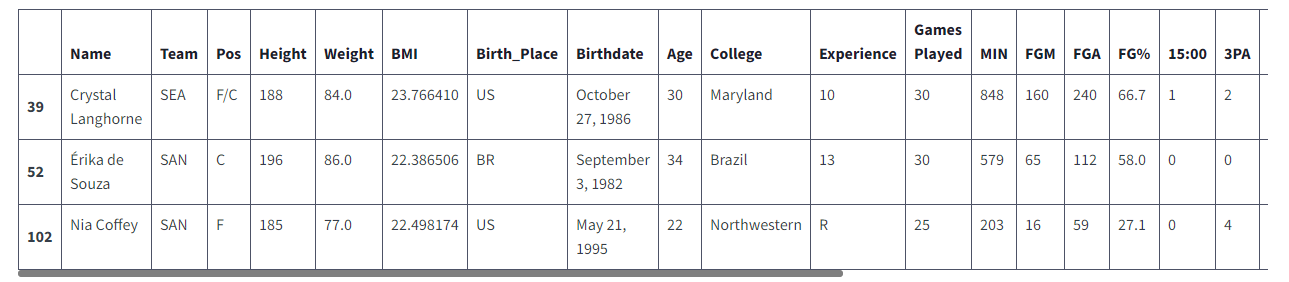 Name Team Pos Height Weight BMI Birth_Place Birthdate Age College Experience Games Played MIN FGM FGA FG% 15:00 3PA
39 Crystal Langhorne SEA F/C 188 84.0 23.766410 US October 27, 1986 30 Maryland 10 30 848 160 240 66.7 1 2
52 Érika de Souza SAN C 196 86.0 22.386506 BR September 3, 1982 34 Brazil 13 30 579 65 112 58.0 0 0
102 Nia Coffey SAN F 185 77.0 22.498174 US May 21, 1995 22 Northwestern R 25 203 16 59 27.1 0 4